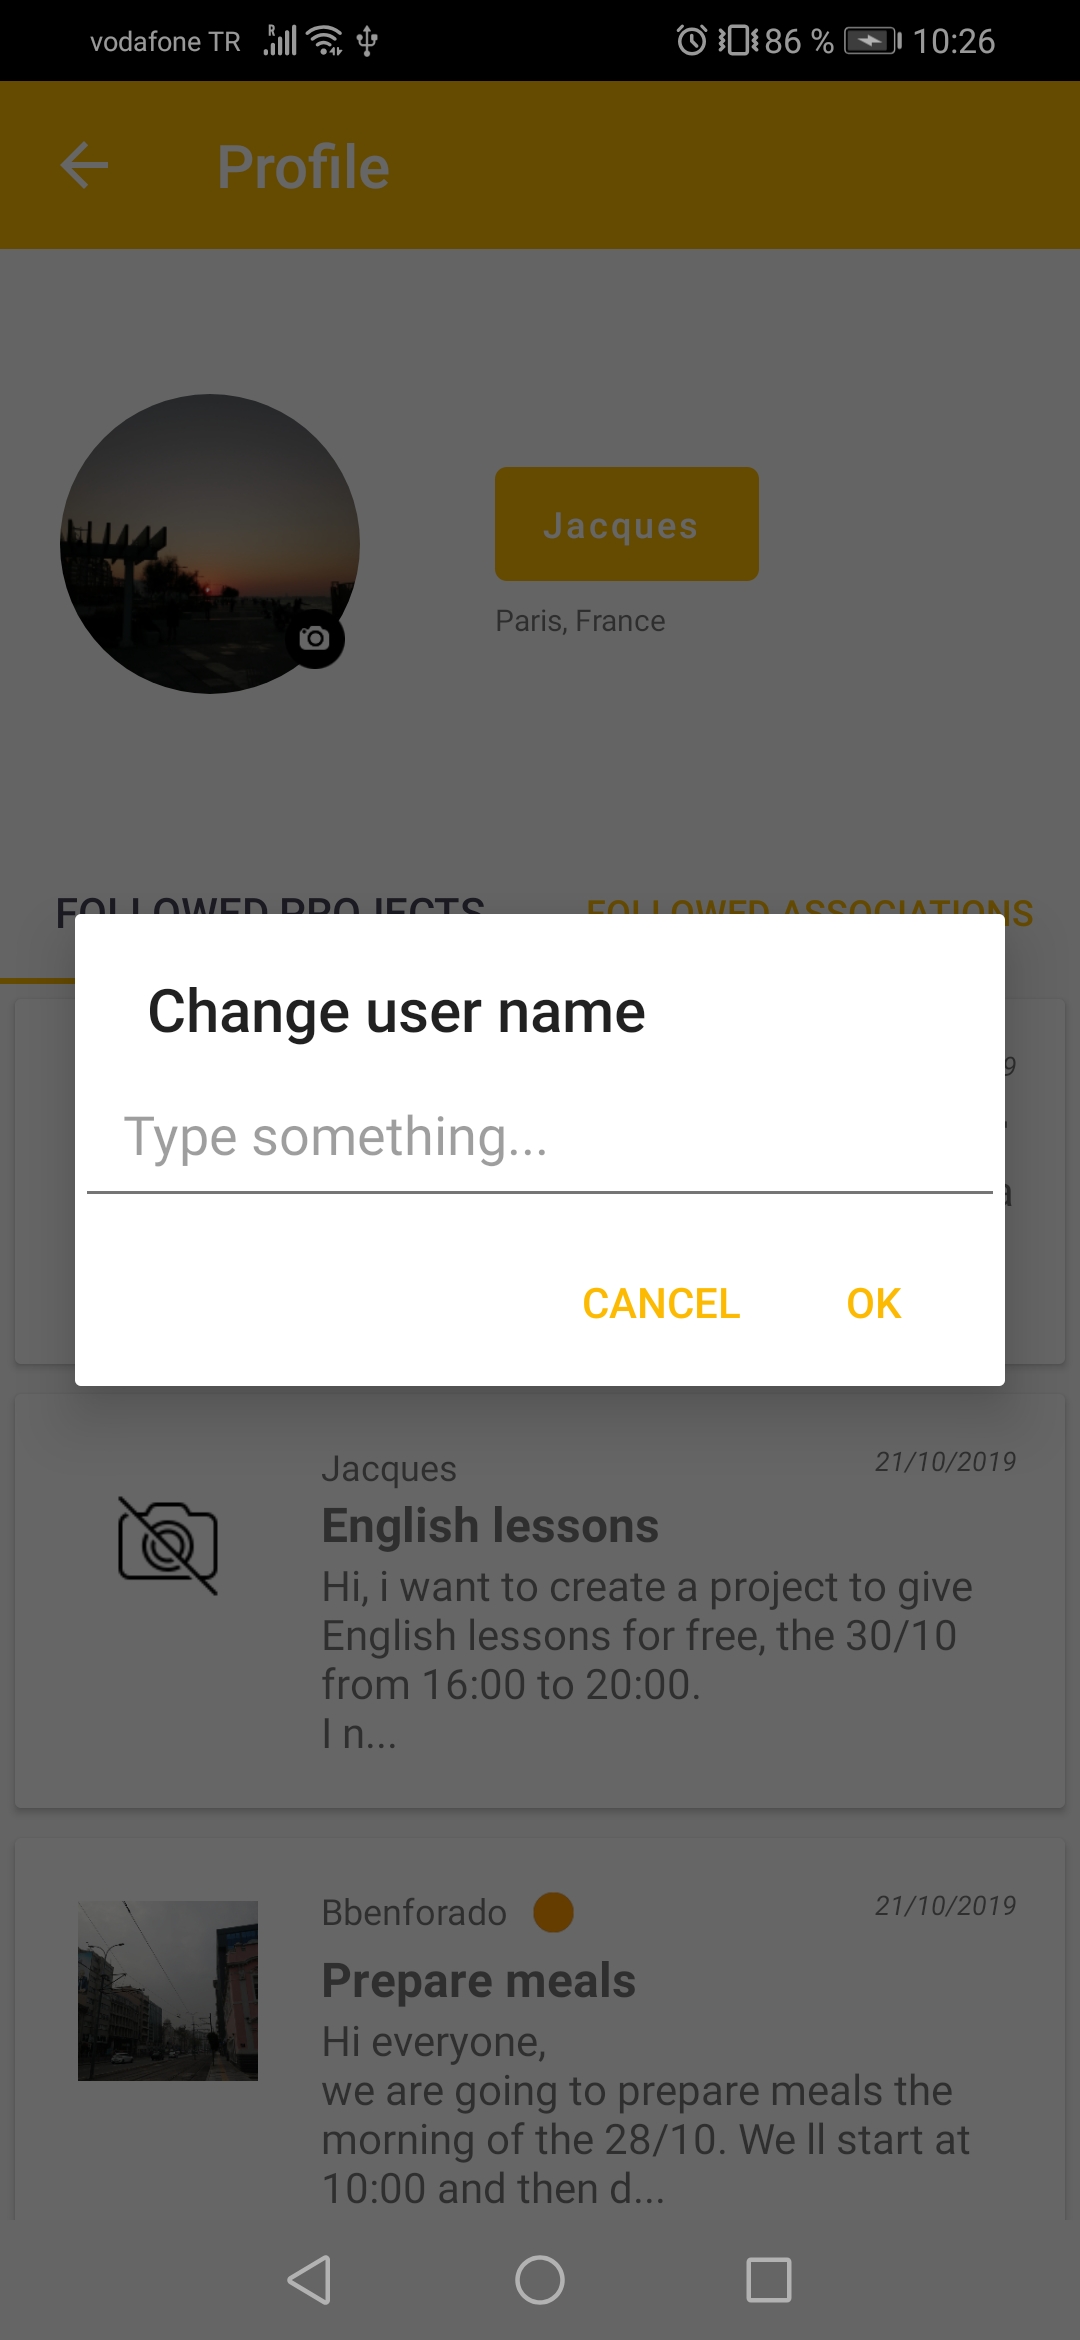 vodafone TR R 86 % 10:26
Profile
Jacques
Paris, France
FOLLOWED PROJECTS FOLLOWED ASSOCIATIONS
Change user name
Type something...
CANCEL OK
Jacques 21/10/2019
English lessons
Hi, i want to create a project to give
English lessons for free, the 30/10
from 16:00 to 20:00.
I n...
Bbenforado 21/10/2019
Prepare meals
Hi everyone,
we are going to prepare meals the
morning of the 28/10. We ll start at
10:00 and then d...